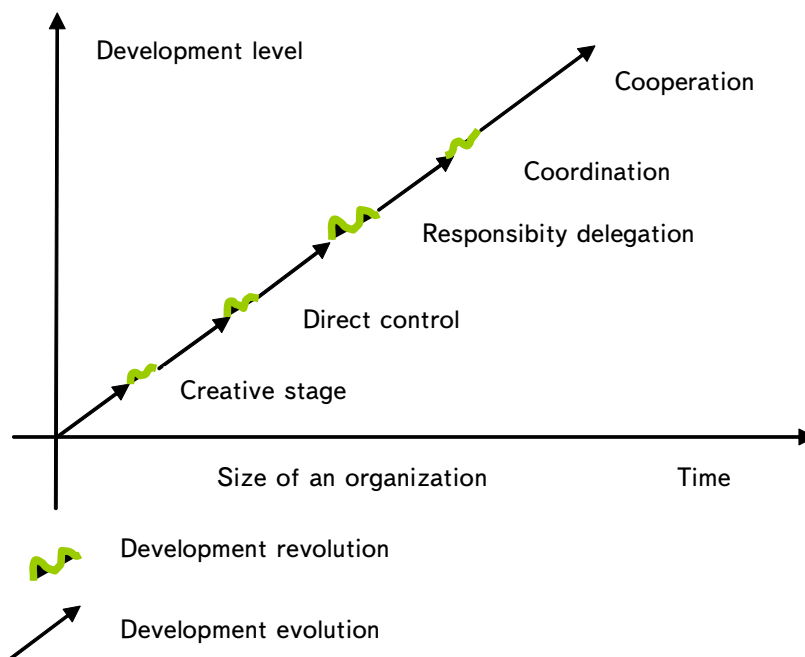 Development level
Cooperation
Coordination
Responsibity delegation
Direct control
Creative stage
Size of an organization
Time
Development revolution
Development evolution